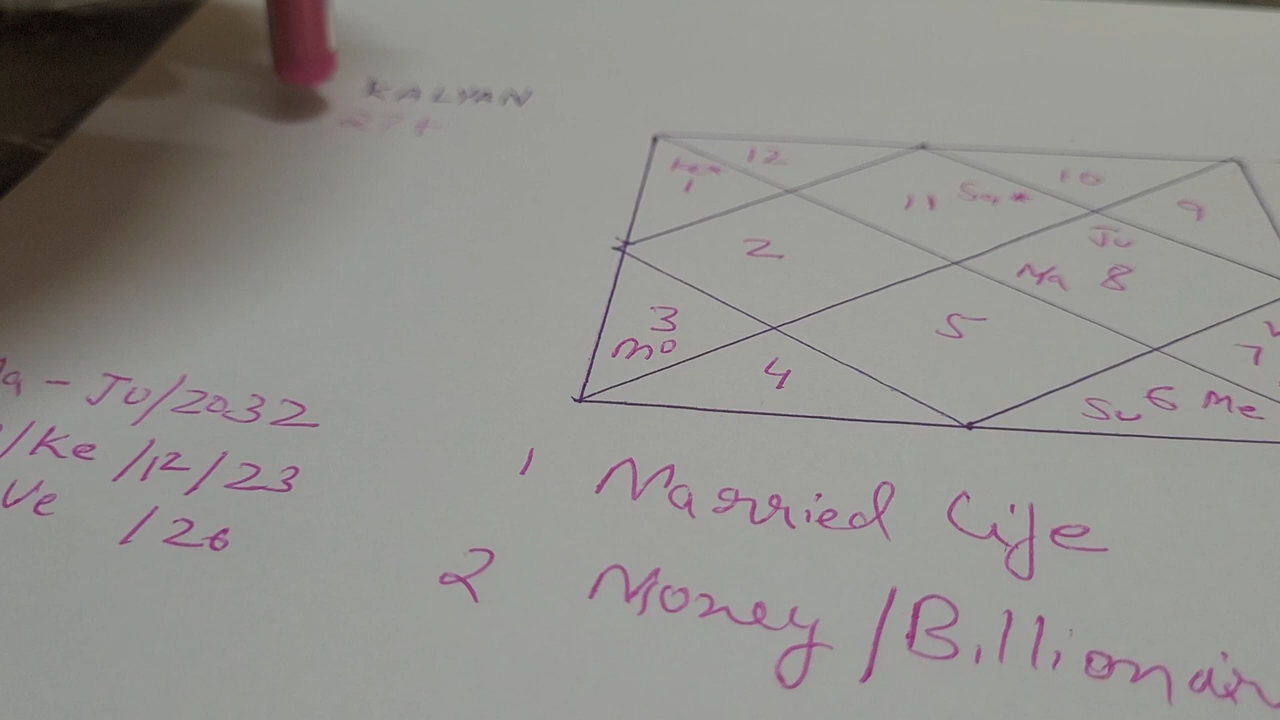 KALYAN
27+
12
10
Ke*
1
11 Sa*
9
2
Ju
Ma 8
3
mo
5
7
4
Su 6 Me
a - JU/2032
/Ke /12/23
Ve /26
1 Married Life
2 Money/Billionair